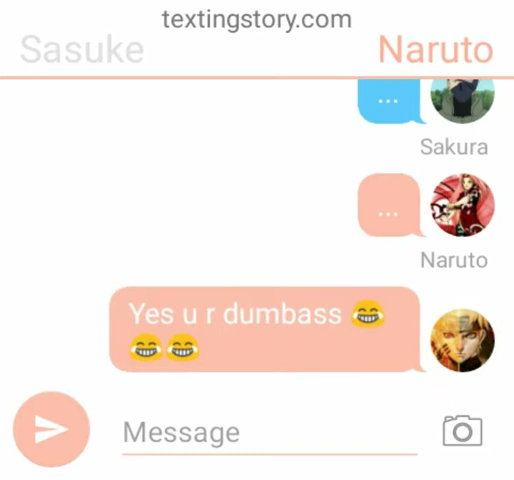 textingstory.com
Sasuke Naruto
...
Sakura
...
Naruto
Yes u r dumbass 😂
😂😂
Message